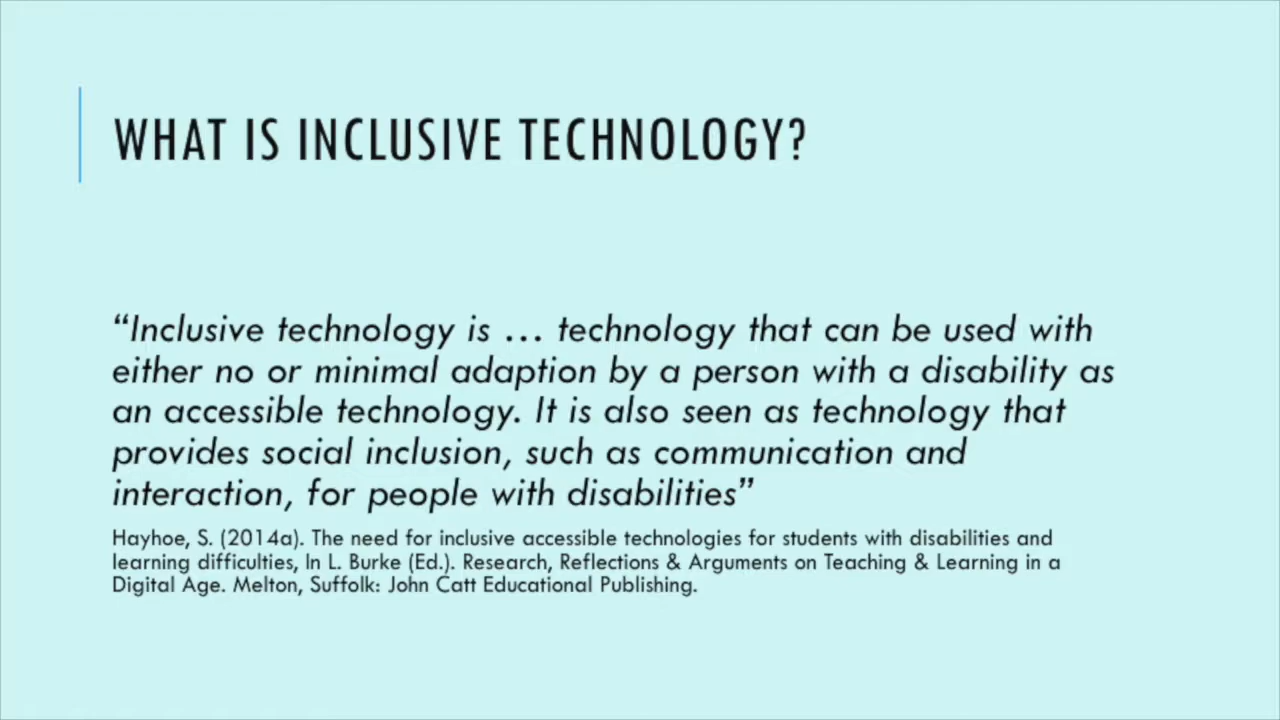 WHAT IS INCLUSIVE TECHNOLOGY?
“Inclusive technology is … technology that can be used with
either no or minimal adaption by a person with a disability as
an accessible technology. It is also seen as technology that
provides social inclusion, such as communication and
interaction, for people with disabilities”
Hayhoe, S. (2014a). The need for inclusive accessible technologies for students with disabilities and
learning difficulties, In L. Burke (Ed.). Research, Reflections & Arguments on Teaching & Learning in a
Digital Age. Melton, Suffolk: John Catt Educational Publishing.